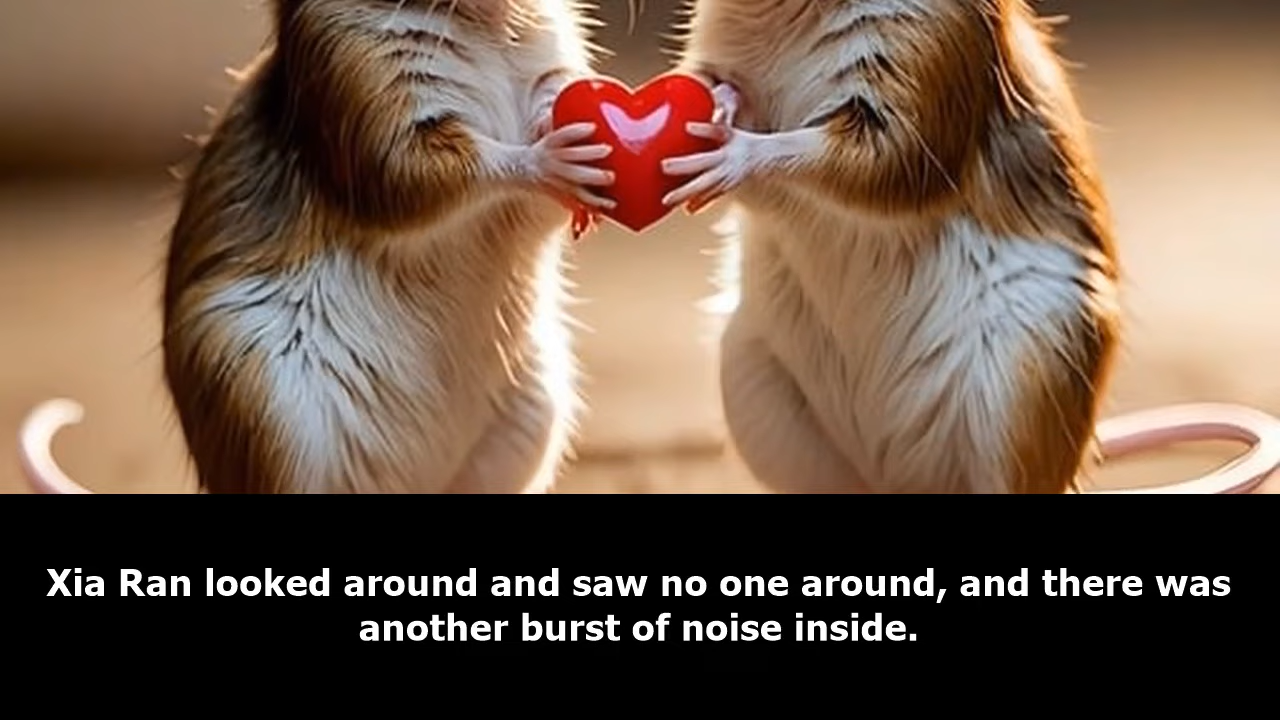 Xia Ran looked around and saw no one around, and there was
another burst of noise inside.